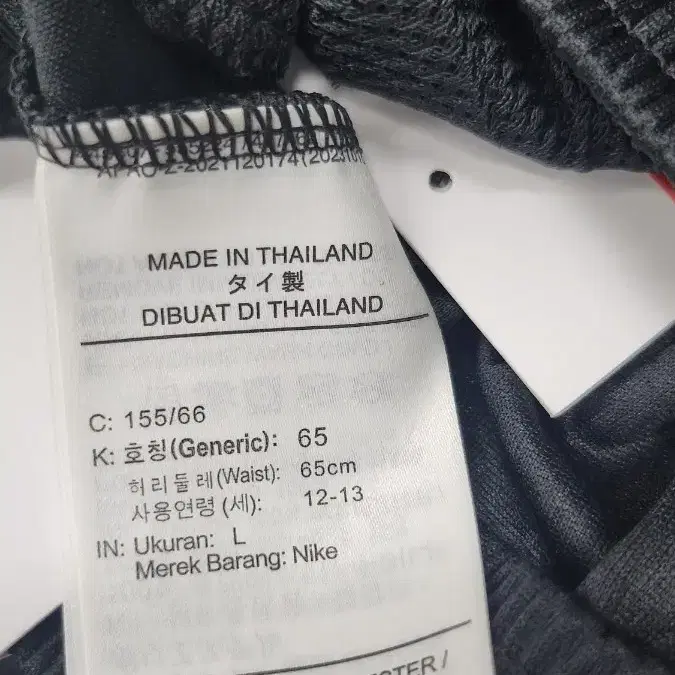 MADE IN THAILAND
タイ製
DIBUAT DI THAILAND
C: 155/66
K: 호칭(Generic): 65
허리둘레(Waist): 65cm
사용연령(세): 12-13
IN: Ukuran: L
Merek Barang: Nike